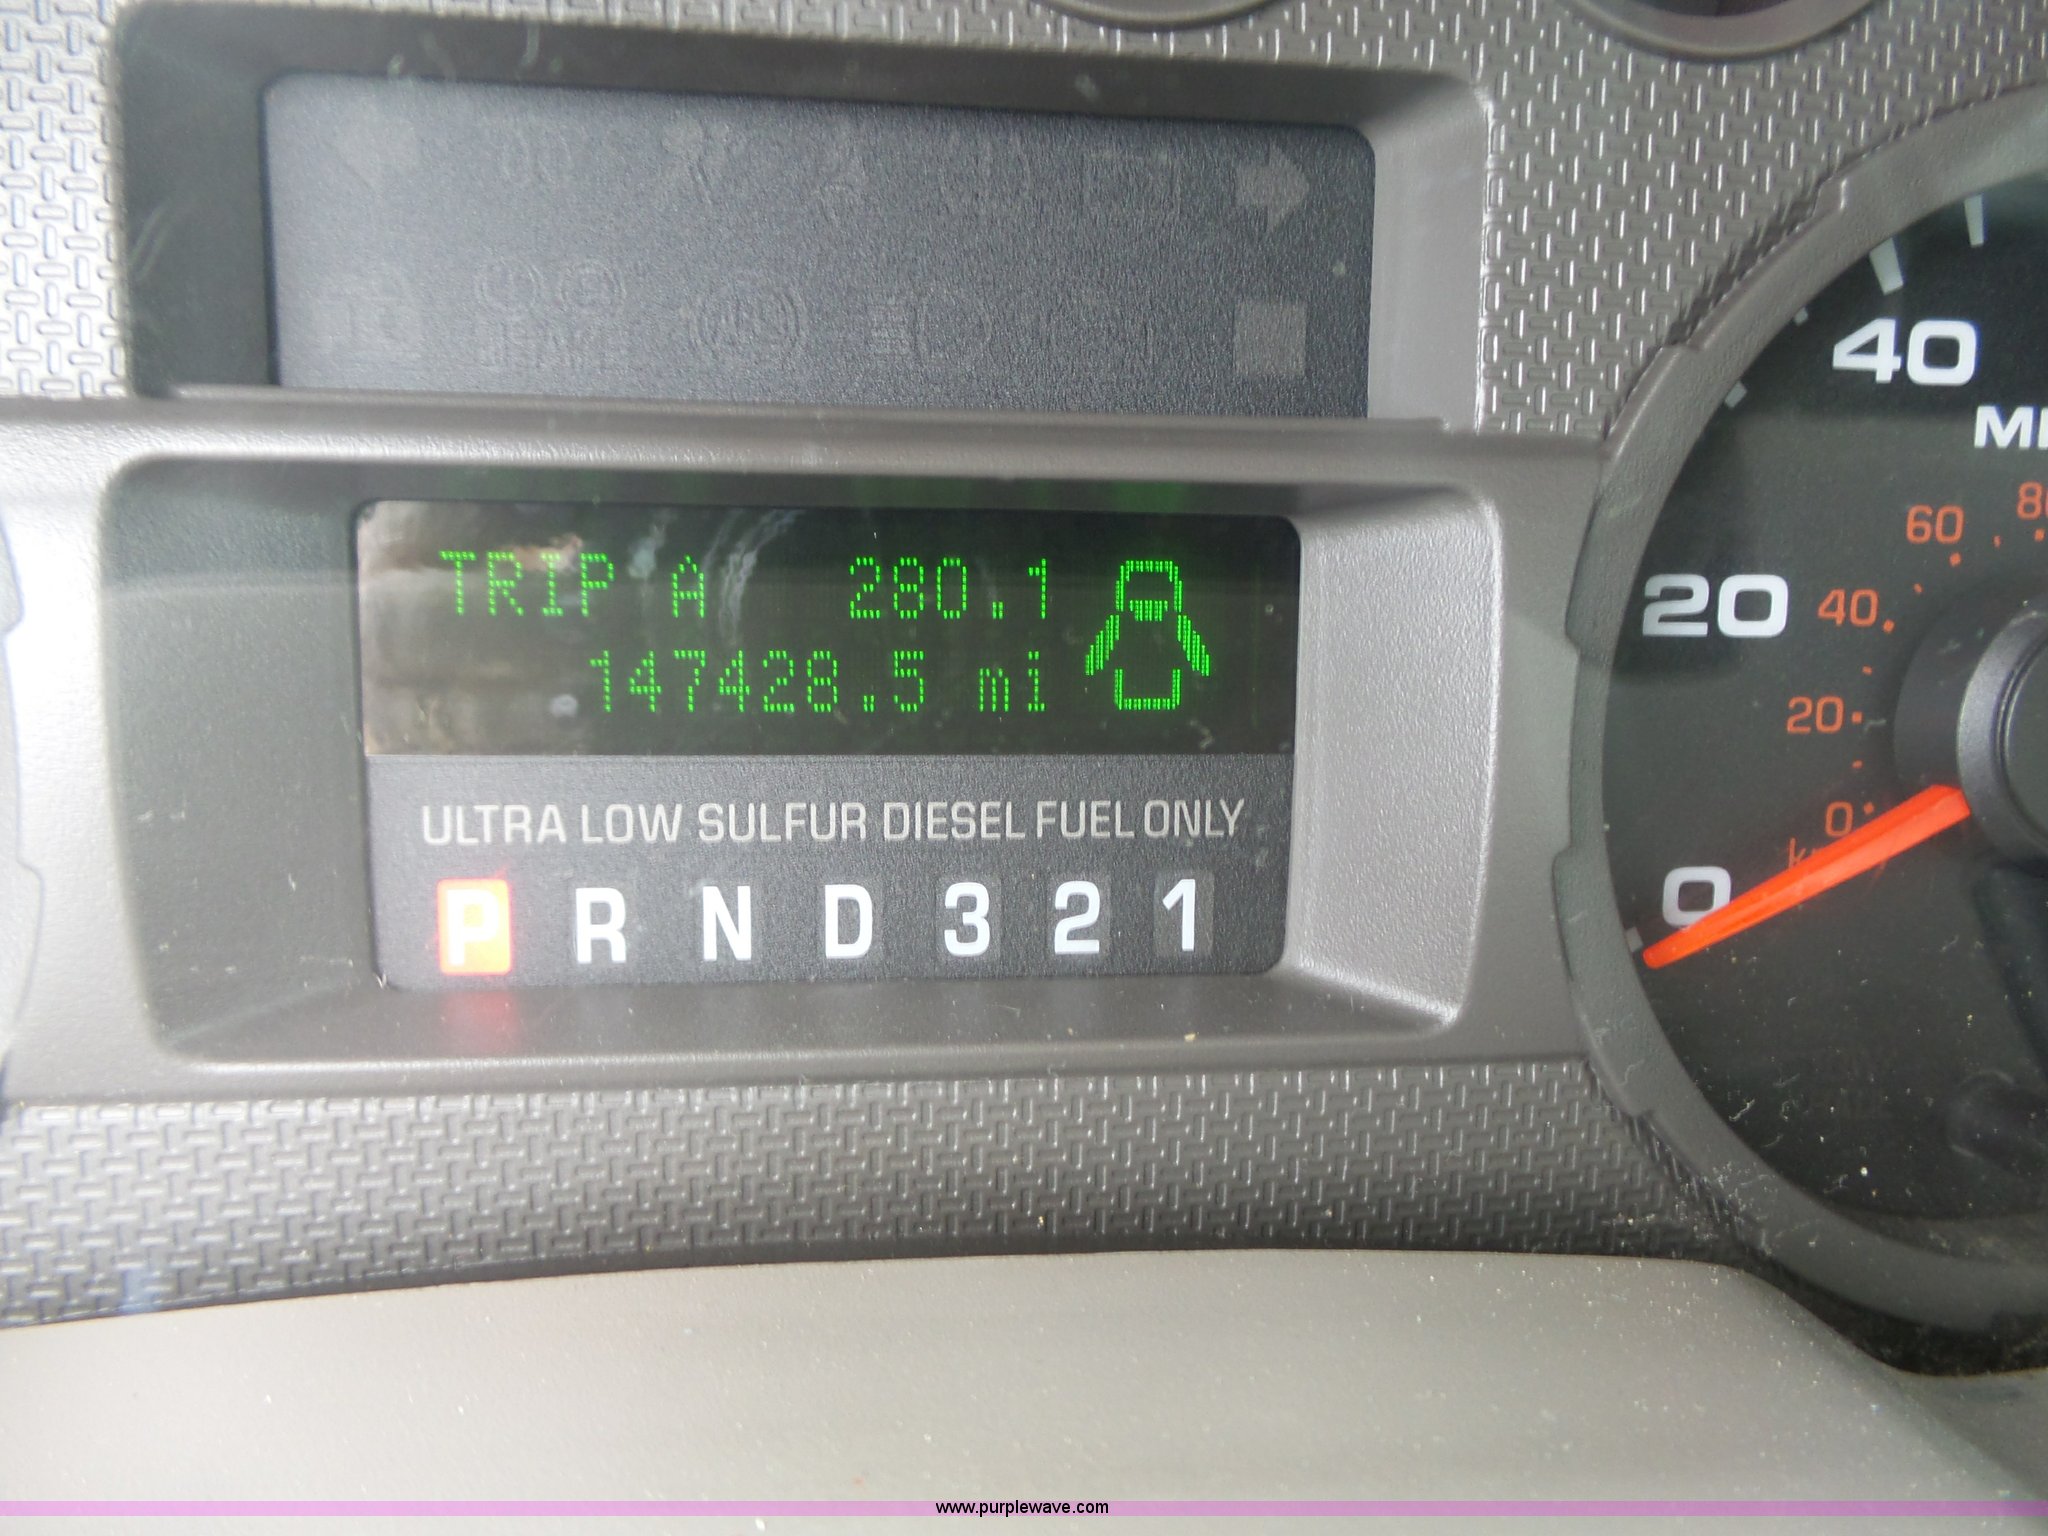 TRIP A 280.1
147428.5 mi
ULTRA LOW SULFUR DIESEL FUEL ONLY
P R N D 3 2 1
40
20
0
60
40
20
0
www.purplewave.com